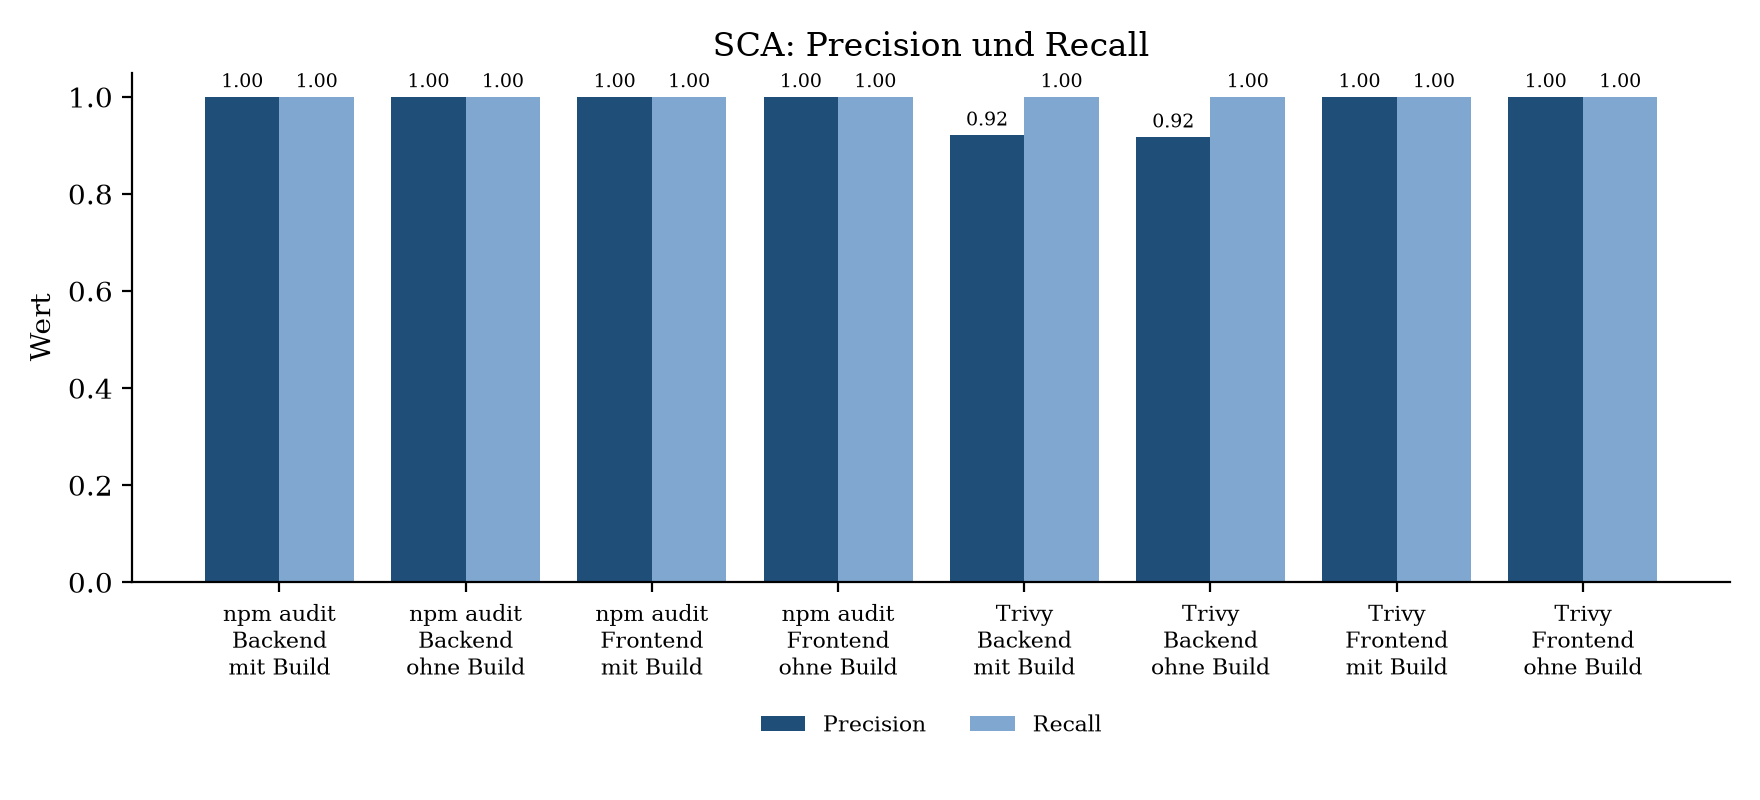 SCA: Precision und Recall
1.00 1.00 1.00 1.00 1.00 1.00 1.00 1.00 0.92 1.00 0.92 1.00 1.00 1.00 1.00 1.00
1.0
0.8
0.6
0.4
0.2
0.0
Wert
npm audit
Backend
mit Build
npm audit
Backend
ohne Build
npm audit
Frontend
mit Build
npm audit
Frontend
ohne Build
Trivy
Backend
mit Build
Trivy
Backend
ohne Build
Trivy
Frontend
mit Build
Trivy
Frontend
ohne Build
Precision Recall